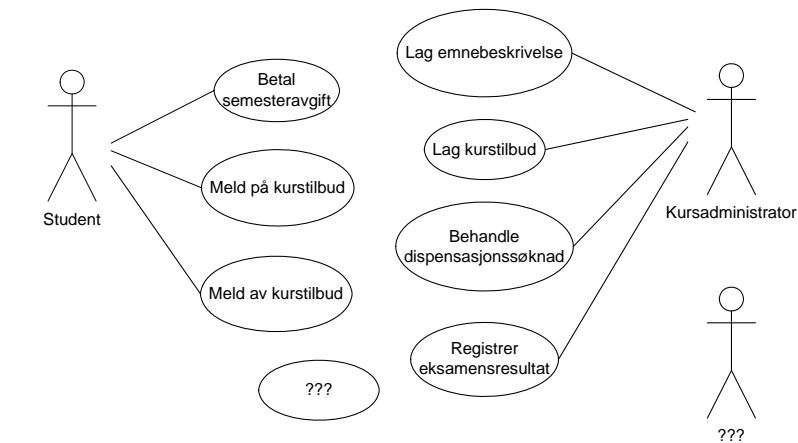 Lag emnebeskrivelse
Betal
semesteravgift
Lag kurstilbud
Meld på kurstilbud
Student
Kursadministrator
Behandle
dispensasjonssøknad
Meld av kurstilbud
Registrer
eksamensresultat
???
???